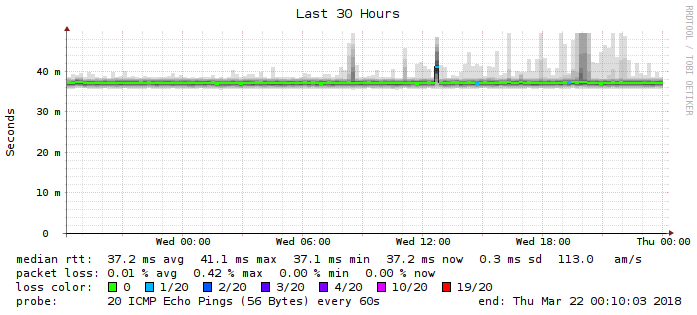 Last 30 Hours
RRDTOOL / TOBI OETIKER
Seconds
40 m
30 m
20 m
10 m
0
Wed 00:00 Wed 06:00 Wed 12:00 Wed 18:00 Thu 00:00
median rtt: 37.2 ms avg 41.1 ms max 37.1 ms min 37.2 ms now 0.3 ms sd 113.0 am/s
packet loss: 0.01 % avg 0.42 % max 0.00 % min 0.00 % now
loss color: 0 1/20 2/20 3/20 4/20 10/20 19/20
probe: 20 ICMP Echo Pings (56 Bytes) every 60s end: Thu Mar 22 00:10:03 2018